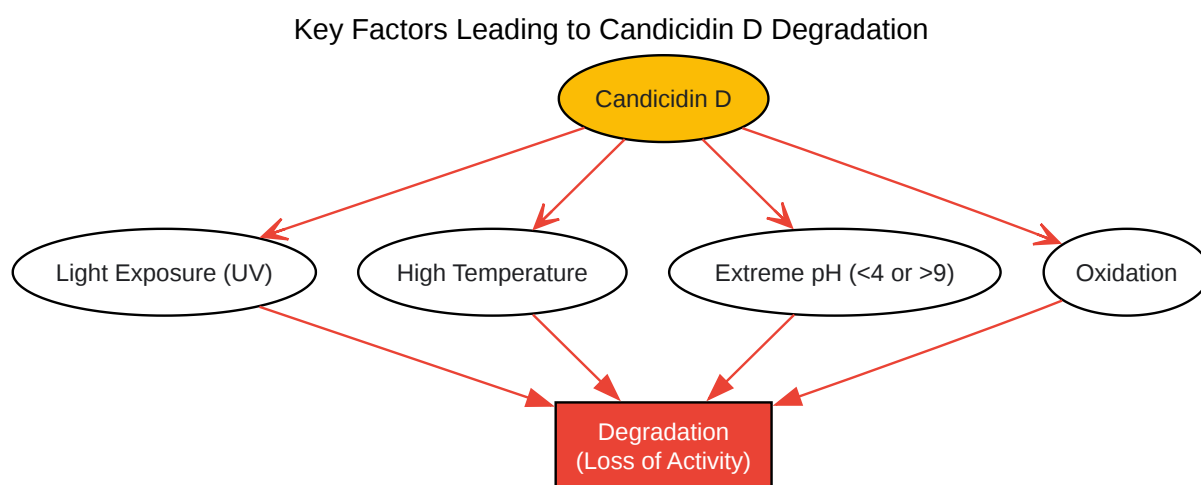 Key Factors Leading to Candicidin D Degradation
Candicidin D
Light Exposure (UV)
High Temperature
Extreme pH (<4 or >9)
Oxidation
Degradation
(Loss of Activity)